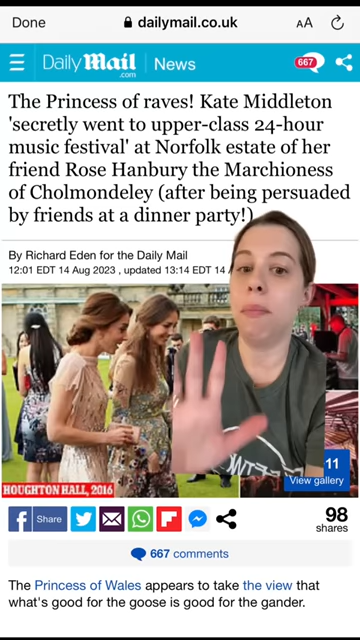 Done dailymail.co.uk AA
Daily Mail .com News 667
The Princess of raves! Kate Middleton
'secretly went to upper-class 24-hour
music festival' at Norfolk estate of her
friend Rose Hanbury the Marchioness
of Cholmondeley (after being persuaded
by friends at a dinner party!)
By Richard Eden for the Daily Mail
12:01 EDT 14 Aug 2023 , updated 13:14 EDT 14
HOUGHTON HALL, 2016
11
View gallery
Share
98
shares
667 comments
The Princess of Wales appears to take the view that
what's good for the goose is good for the gander.